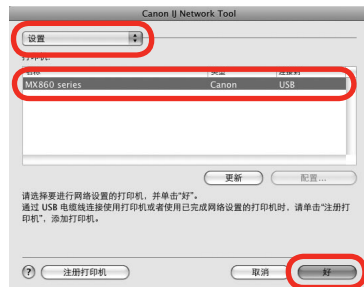 Canon IJ Network Tool
设置
打印机:
名称 类型 连接到
MX860 series Canon USB
更新 配置...
请选择要进行网络设置的打印机，并单击“好”。
通过 USB 电缆线连接使用打印机或者使用已完成网络设置的打印机时，请单击“注册打
印机”，添加打印机。
? 注册打印机 取消 好